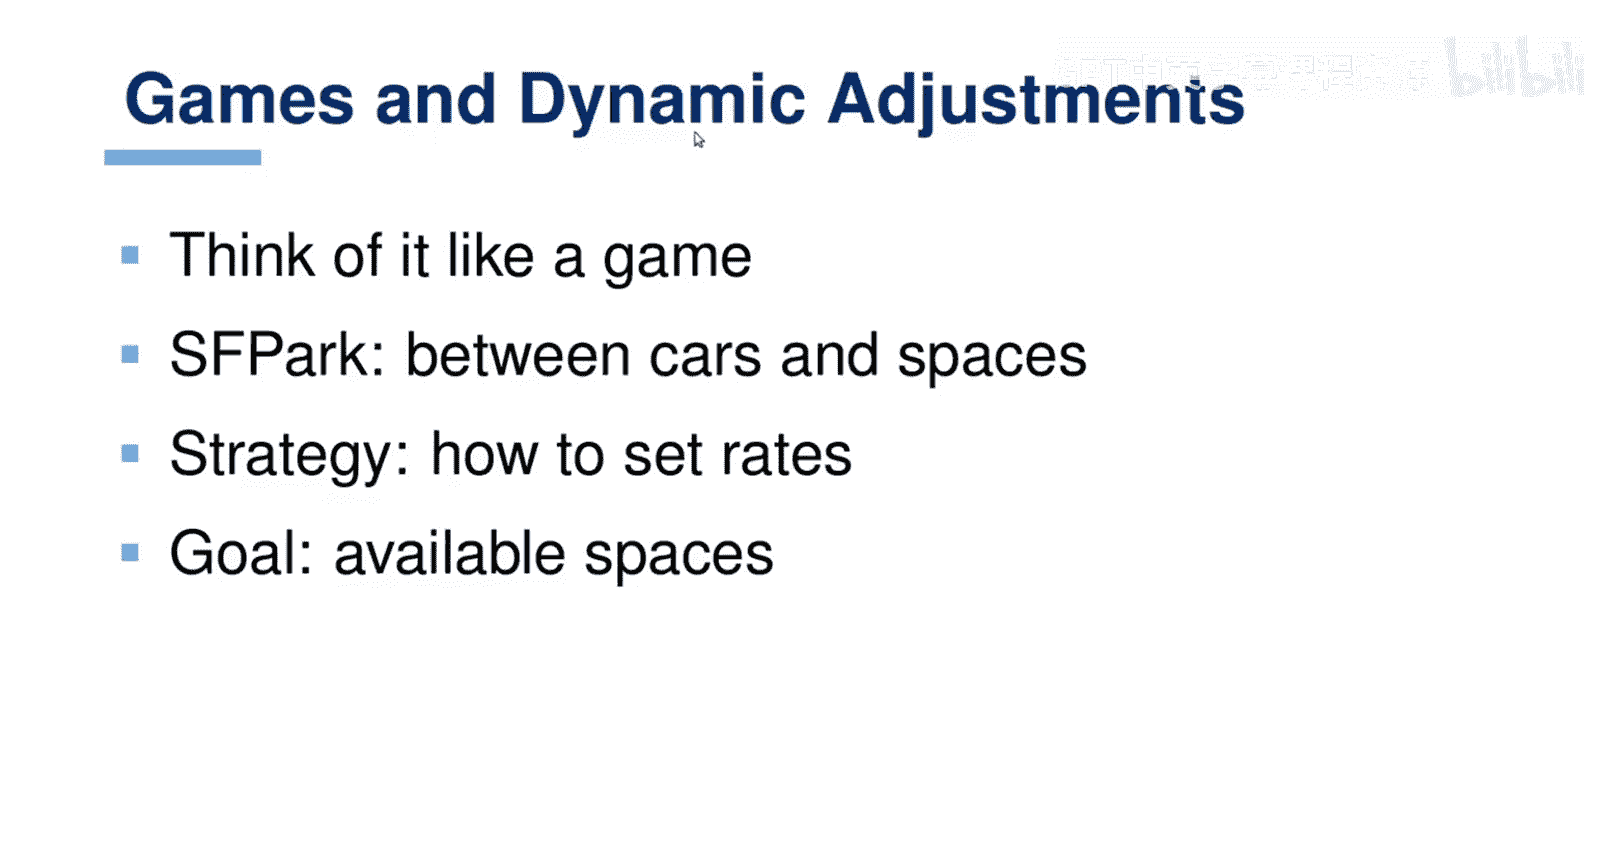 bilibili
Games and Dynamic Adjustments
Think of it like a game
SFPark: between cars and spaces
Strategy: how to set rates
Goal: available spaces